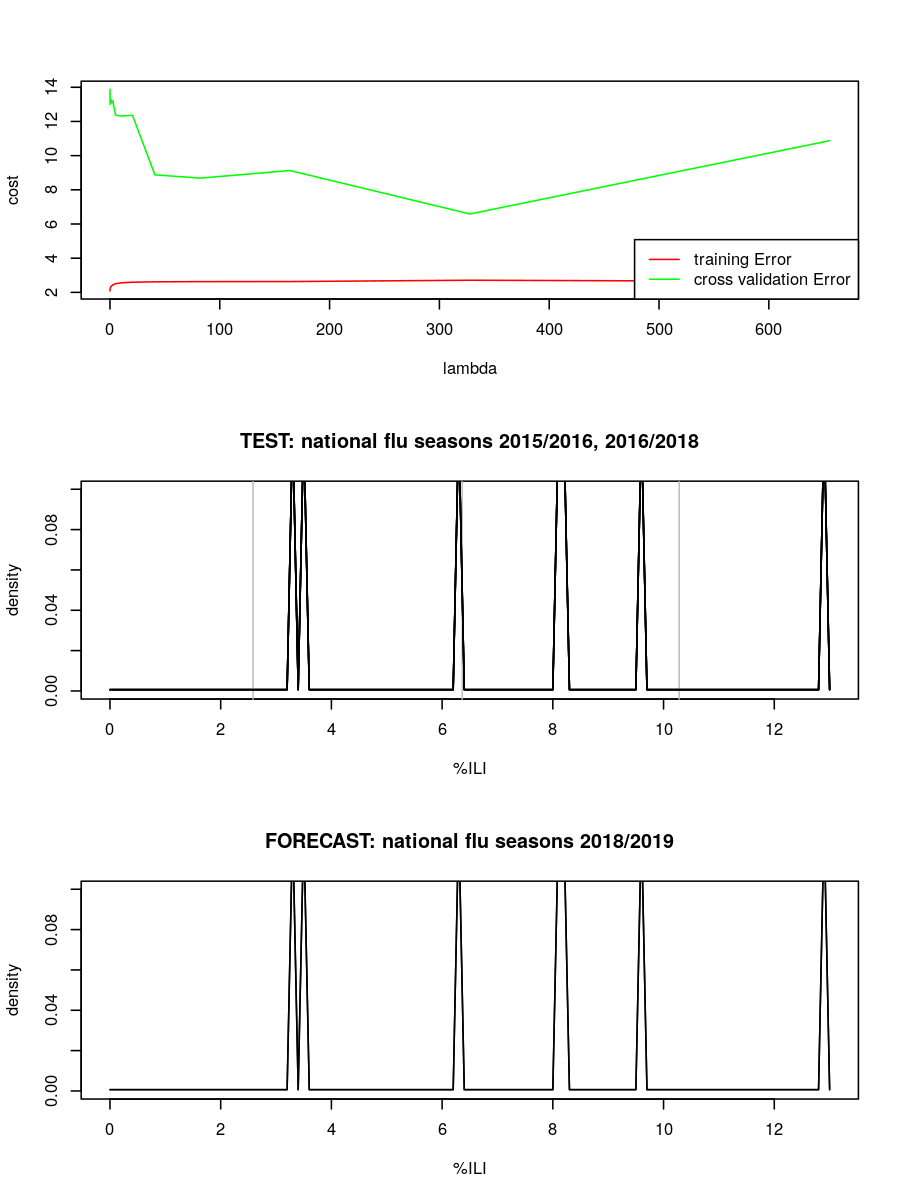 14
12
10
8
6
4
2
cost
training Error
cross validation Error
0 100 200 300 400 500 600
lambda
TEST: national flu seasons 2015/2016, 2016/2018
0.08
0.04
0.00
density
0 2 4 6 8 10 12
%ILI
FORECAST: national flu seasons 2018/2019
0.08
0.04
0.00
density
0 2 4 6 8 10 12
%ILI